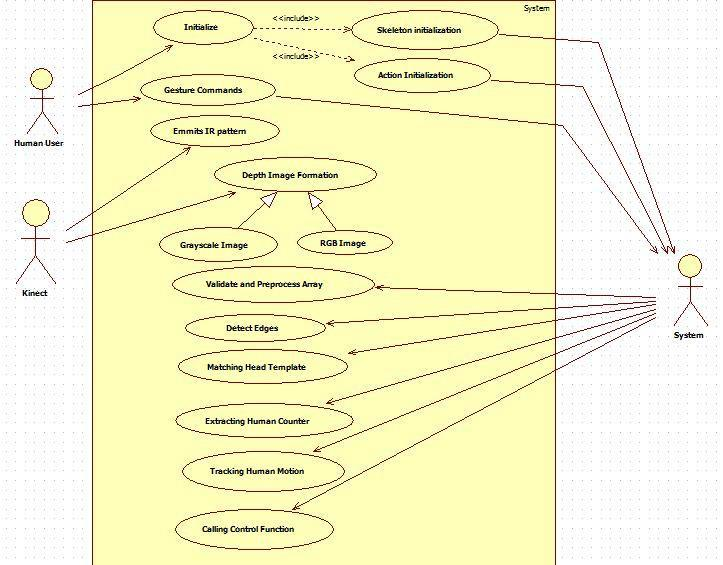 System
Initialize
<<include>>
Skeleton initialization
<<include>>
Action Initialization
Gesture Commands
Human User
Emmits IR pattern
Depth Image Formation
Grayscale Image
RGB Image
Kinect
Validate and Preprocess Array
Detect Edges
System
Matching Head Template
Extracting Human Counter
Tracking Human Motion
Calling Control Function